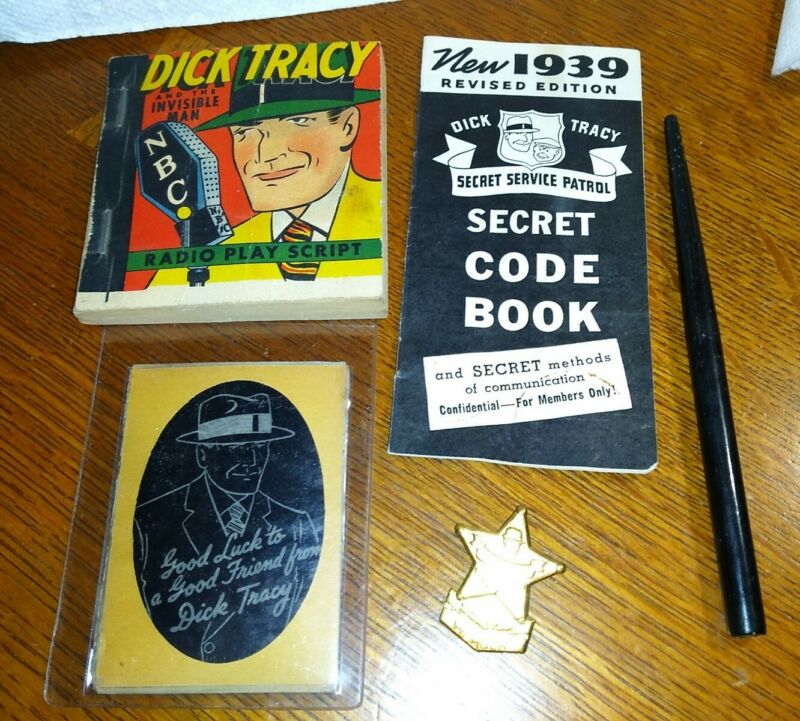 DICK TRACY
AND THE
INVISIBLE
MAN
NBC
NBC
RADIO PLAY SCRIPT
New 1939
REVISED EDITION
DICK TRACY
SECRET SERVICE PATROL
SECRET
CODE
BOOK
and SECRET methods
of communication
Confidential—For Members Only!
Good Luck to
a Good Friend from
Dick Tracy